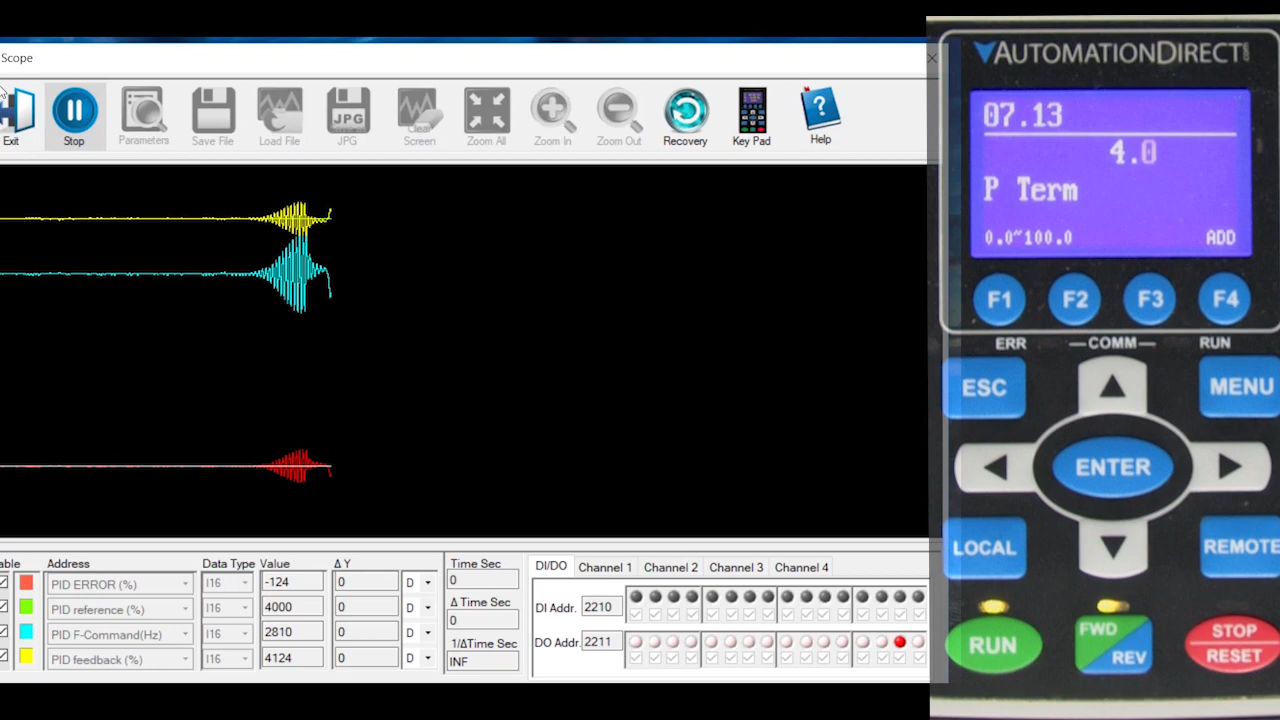 Scope
Exit
Stop
Parameters
Save File
Load File
JPG
JPG
Clear
Screen
Zoom All
Zoom In
Zoom Out
Recovery
Key Pad
?
Help
able
Address
Data Type
Value
Δ Y
PID ERROR (%)
I16
-124
0
D
PID reference (%)
I16
4000
0
D
PID F-Command(Hz)
I16
2810
0
D
PID feedback (%)
I16
4124
0
D
Time Sec
0
Δ Time Sec
0
1/ΔTime Sec
INF
DI/DO
Channel 1
Channel 2
Channel 3
Channel 4
DI Addr.
2210
DO Addr.
2211
AUTOMATIONDIRECT
07.13
4.0
P Term
0.0~100.0
ADD
F1
F2
F3
F4
ERR
COMM
RUN
ESC
MENU
ENTER
LOCAL
REMOTE
RUN
FWD
REV
STOP
RESET